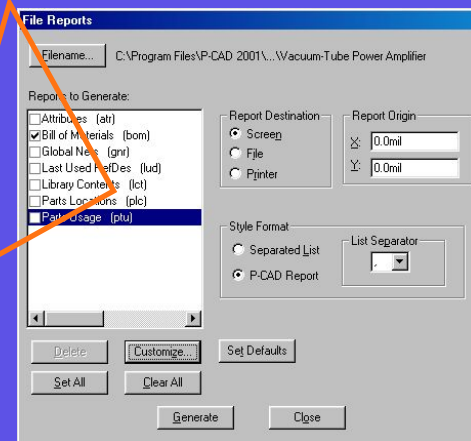 File Reports
Filename... C:\Program Files\P-CAD 2001\...\Vacuum-Tube Power Amplifier
Reports to Generate:
Attributes (atr)
Bill of Materials (bom)
Global Nets (gnr)
Last Used RefDes (lud)
Library Contents (lct)
Parts Locations (plc)
Parts Usage (ptu)
Report Destination
Screen
File
Printer
Report Origin
X: 0.0mil
Y: 0.0mil
Style Format
Separated List
P-CAD Report
List Separator
,
Delete Customize... Set Defaults
Set All Clear All
Generate Close